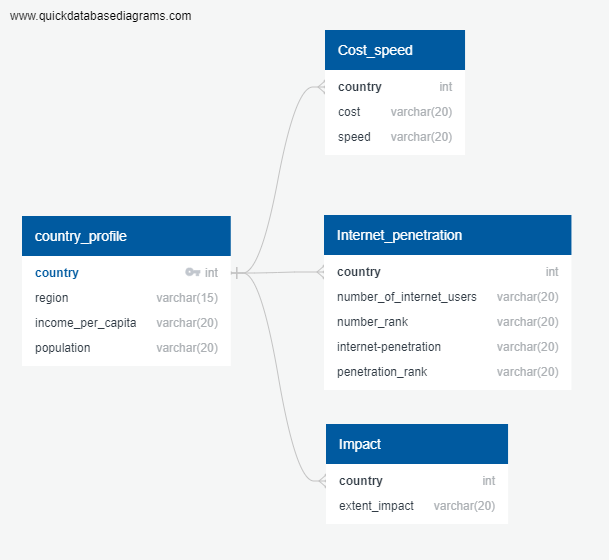 www.quickdatabasediagrams.com
Cost_speed
country int
cost varchar(20)
speed varchar(20)
country_profile
country int
region varchar(15)
income_per_capita varchar(20)
population varchar(20)
Internet_penetration
country int
number_of_internet_users varchar(20)
number_rank varchar(20)
internet-penetration varchar(20)
penetration_rank varchar(20)
Impact
country int
extent_impact varchar(20)